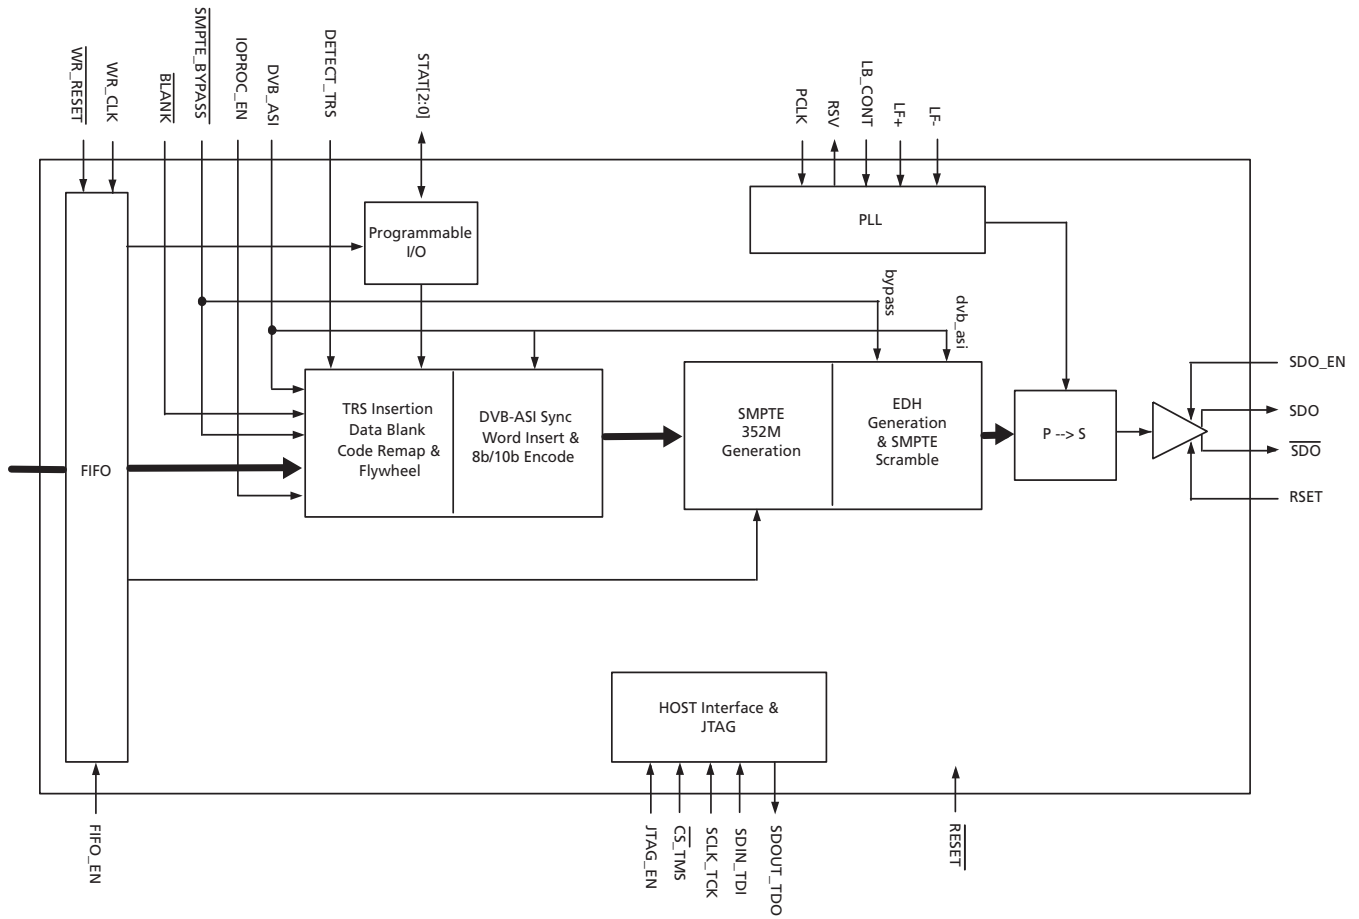 WR_RESET
WR_CLK
BLANK
SMPTE_BYPASS
IOPROC_EN
DVB_ASI
DETECT_TRS
STAT[2:0]
PCLK
RSV
LB_CONT
LF+
LF-
Programmable
I/O
PLL
bypass
dvb_asi
FIFO
TRS Insertion
Data Blank
Code Remap &
Flywheel
DVB-ASI Sync
Word Insert &
8b/10b Encode
SMPTE
352M
Generation
EDH
Generation
& SMPTE
Scramble
P --> S
SDO_EN
SDO
SDO
RSET
HOST Interface &
JTAG
FIFO_EN
JTAG_EN
CS_TMS
SCLK_TCK
SDIN_TDI
SDOUT_TDO
RESET